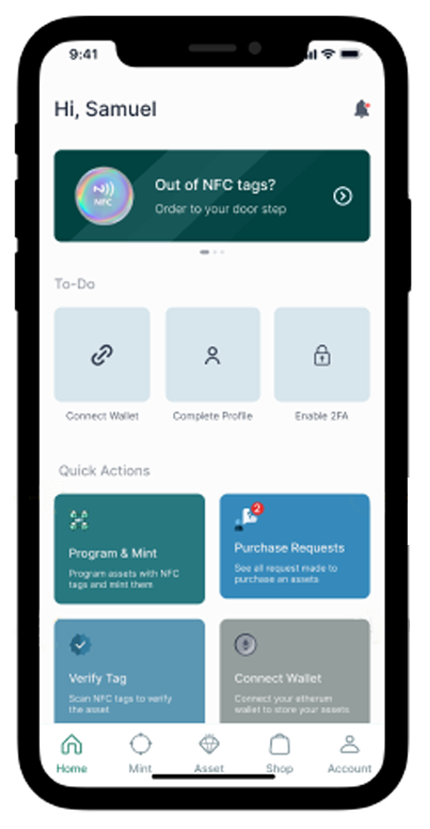 9:41
Hi, Samuel
Out of NFC tags?
NFC
Order to your door step
To-Do
Connect Wallet
Complete Profile
Enable 2FA
Quick Actions
2
Program & Mint
Program assets with NFC
tags and mint them
Purchase Requests
See all request made to
purchase an assets
Verify Tag
Scan NFC tags to verify
the asset
Connect Wallet
Connect your etherum
wallet to store your assets
Home
Mint
Asset
Shop
Account